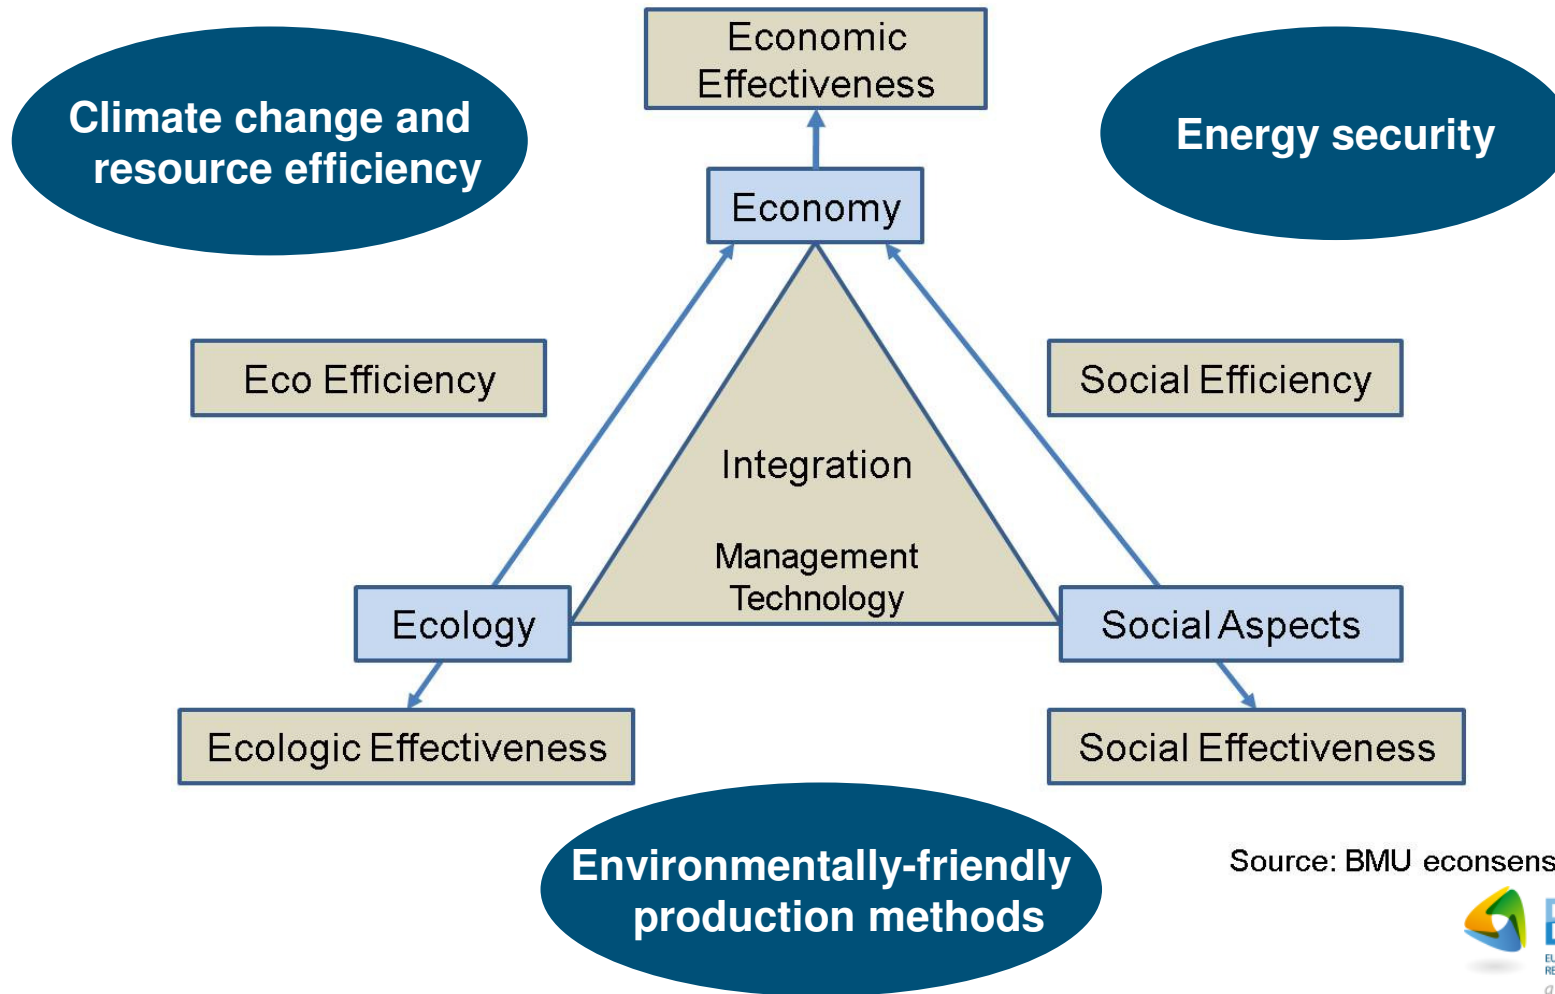 Economic
Effectiveness
Climate change and
resource efficiency
Energy security
Economy
Eco Efficiency
Social Efficiency
Integration
Management
Technology
Ecology
Social Aspects
Ecologic Effectiveness
Social Effectiveness
Environmentally-friendly
production methods
Source: BMU econsens